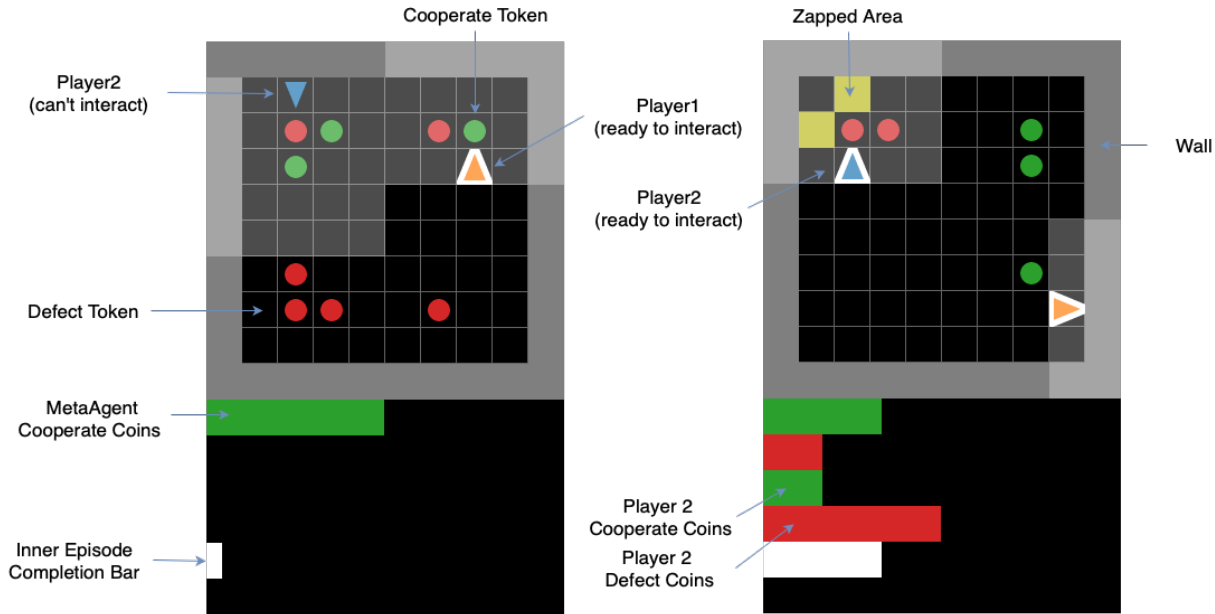 Cooperate Token
Zapped Area
Player2
(can't interact)
Player1
(ready to interact)
Wall
Player2
(ready to interact)
Defect Token
MetaAgent
Cooperate Coins
Player 2
Cooperate Coins
Inner Episode
Completion Bar
Player 2
Defect Coins